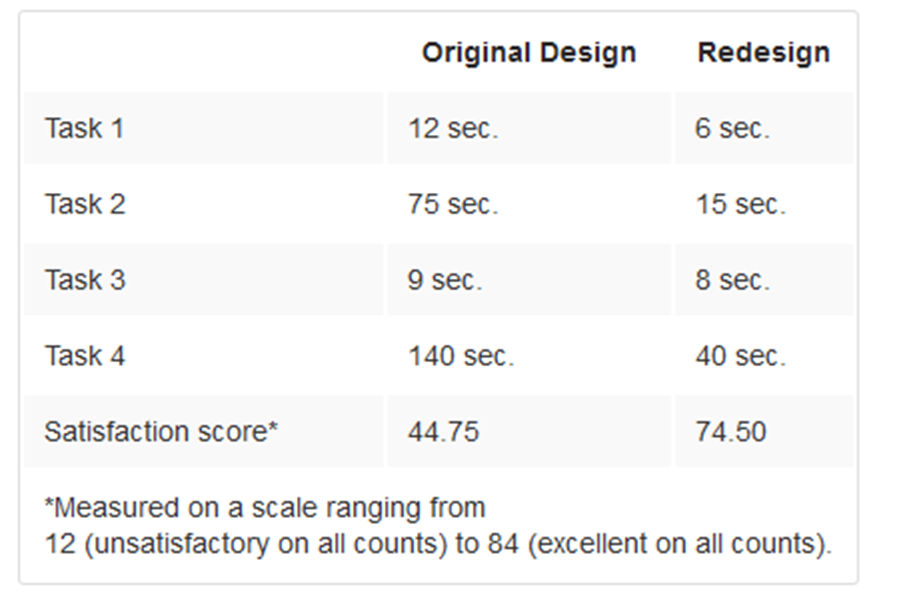 Original Design Redesign
Task 1 12 sec. 6 sec.
Task 2 75 sec. 15 sec.
Task 3 9 sec. 8 sec.
Task 4 140 sec. 40 sec.
Satisfaction score* 44.75 74.50
*Measured on a scale ranging from
12 (unsatisfactory on all counts) to 84 (excellent on all counts).